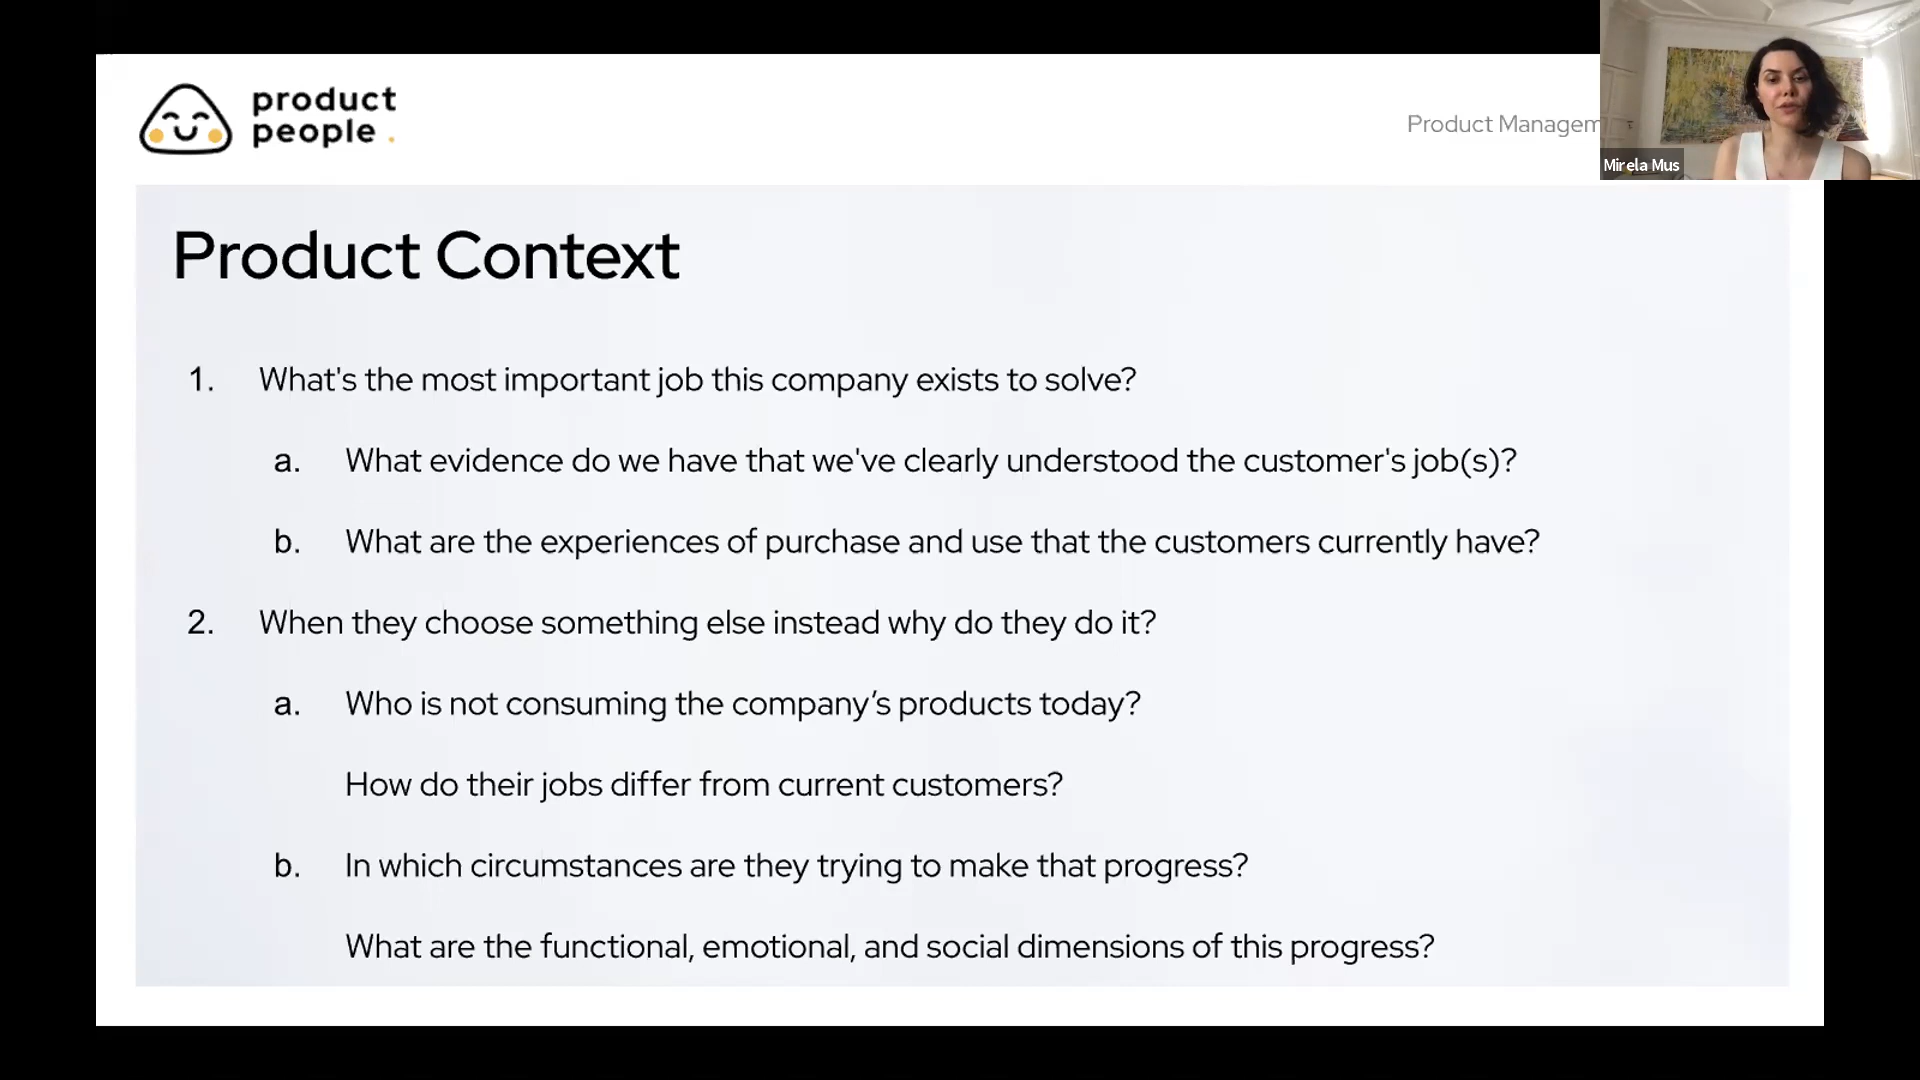 product
people .
Product Managem
Mirela Mus
Product Context
1. What's the most important job this company exists to solve?
a. What evidence do we have that we've clearly understood the customer's job(s)?
b. What are the experiences of purchase and use that the customers currently have?
2. When they choose something else instead why do they do it?
a. Who is not consuming the company’s products today?
How do their jobs differ from current customers?
b. In which circumstances are they trying to make that progress?
What are the functional, emotional, and social dimensions of this progress?